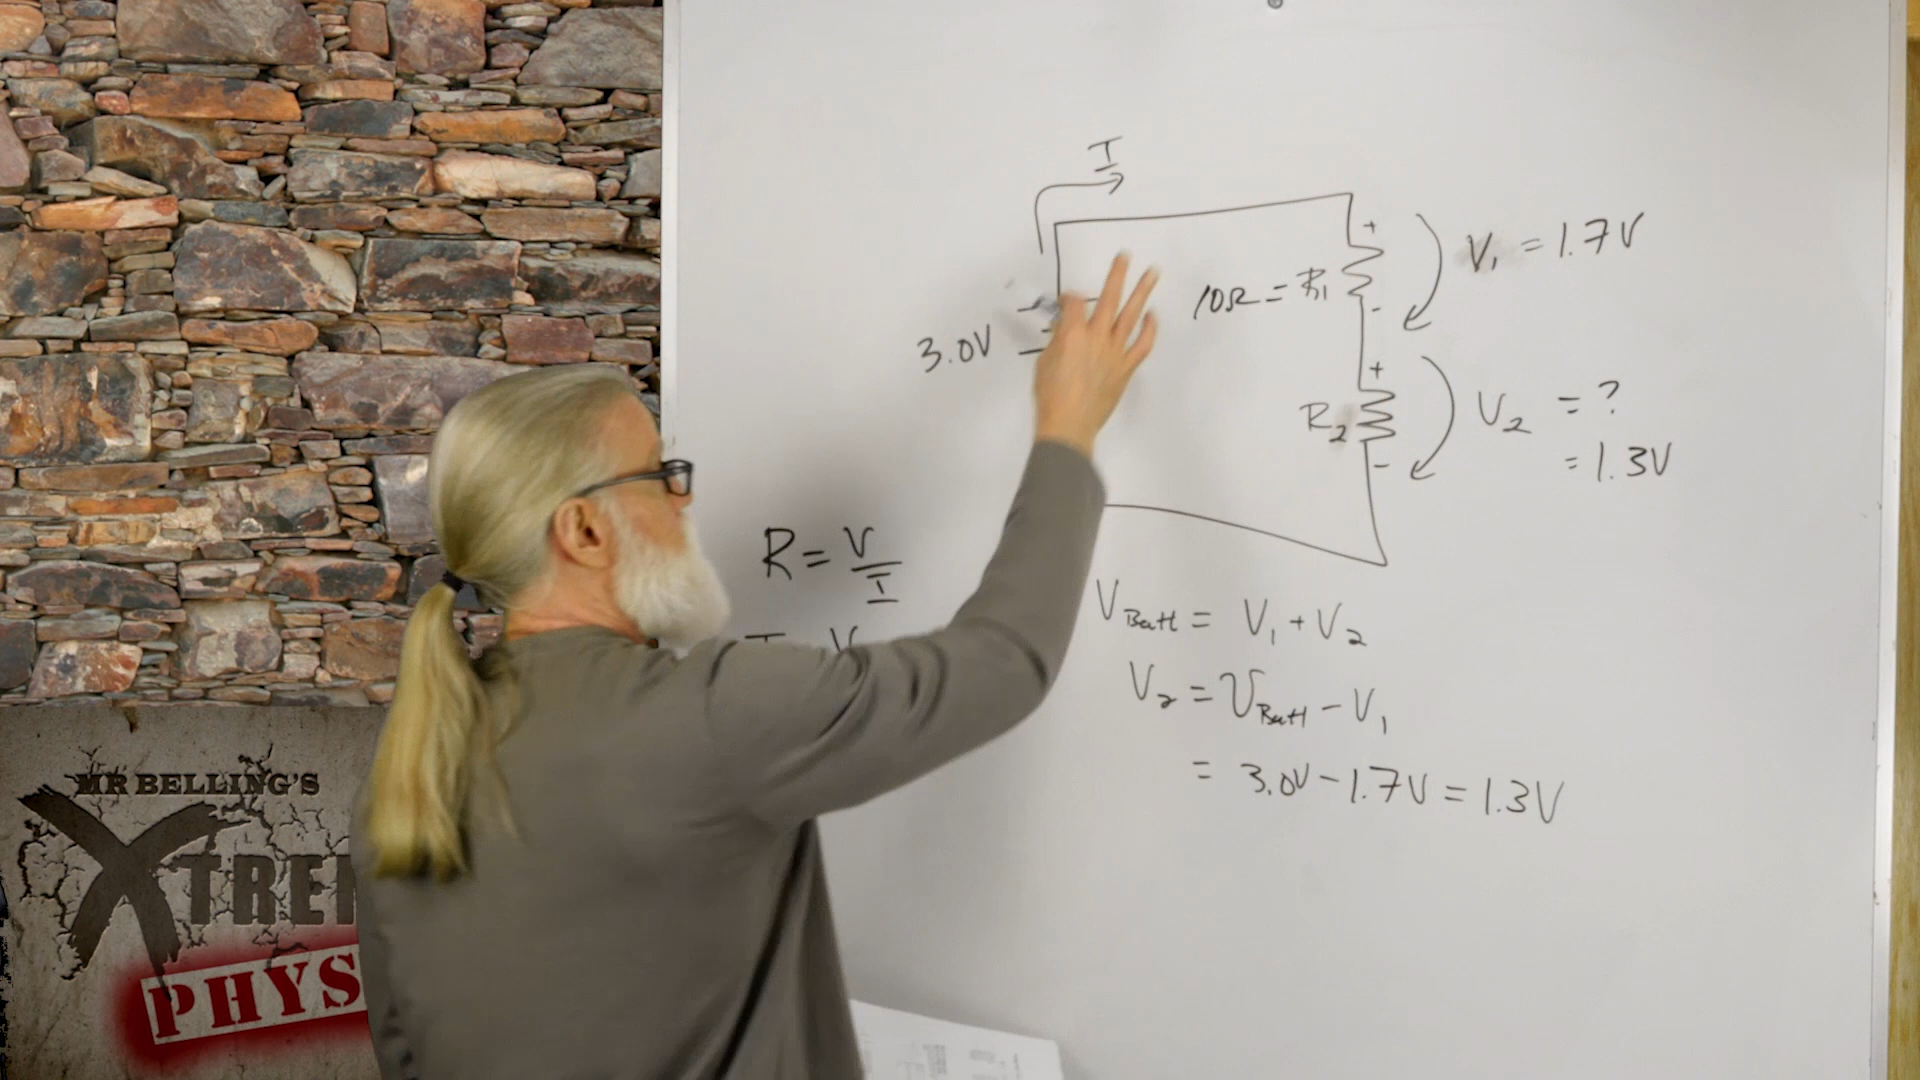 I
+
V₁ = 1.7V
10Ω = R₁
-
3.0V
+
V₂ = ?
R₂
= 1.3V
-
R = V/I
V
V_Batt = V₁ + V₂
V₂ = V_Batt - V₁
= 3.0V - 1.7V = 1.3V
MR BELLING'S
XTREM
PHYS